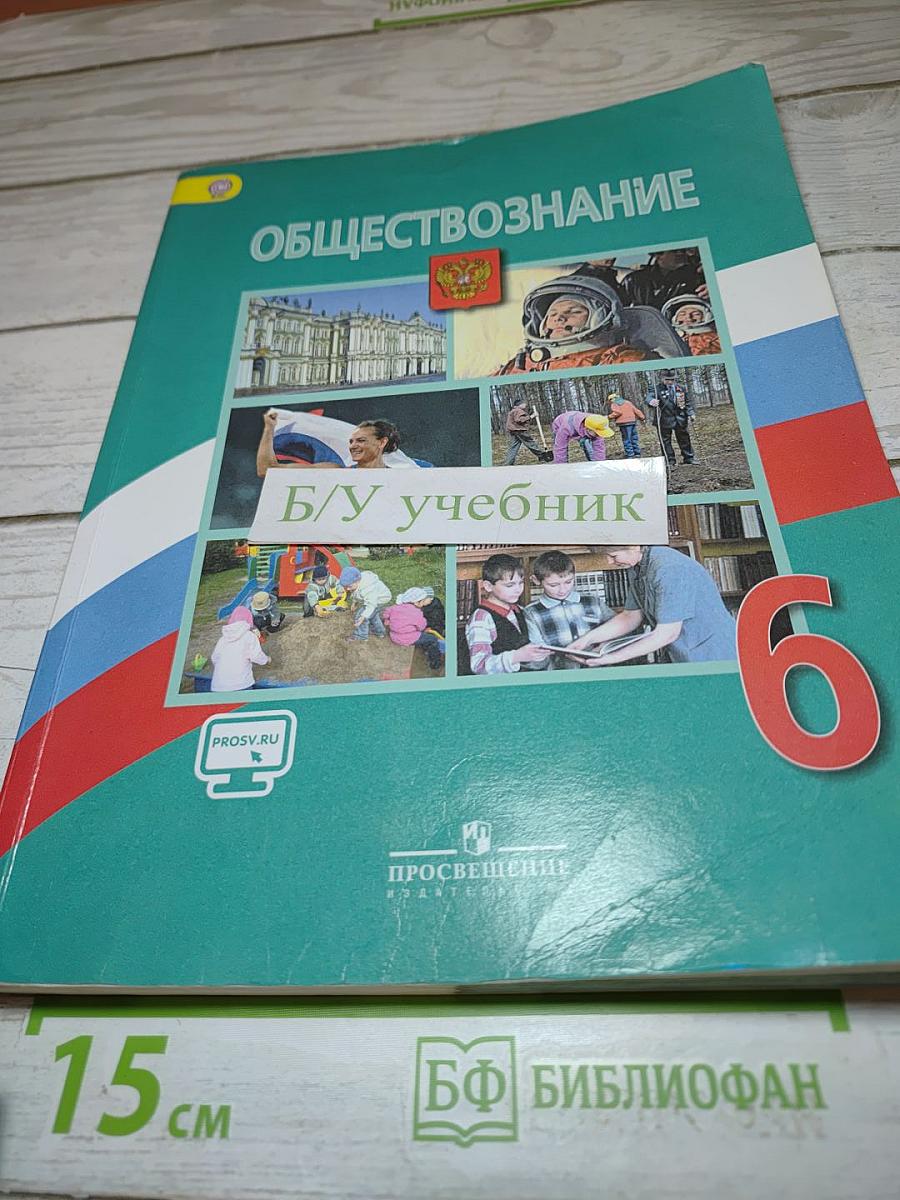 ОБЩЕСТВОЗНАНИЕ
Б/У учебник
6
PROSV.RU
ПРОСВЕЩЕНИЕ
15 см
БФ БИБЛИОФАН